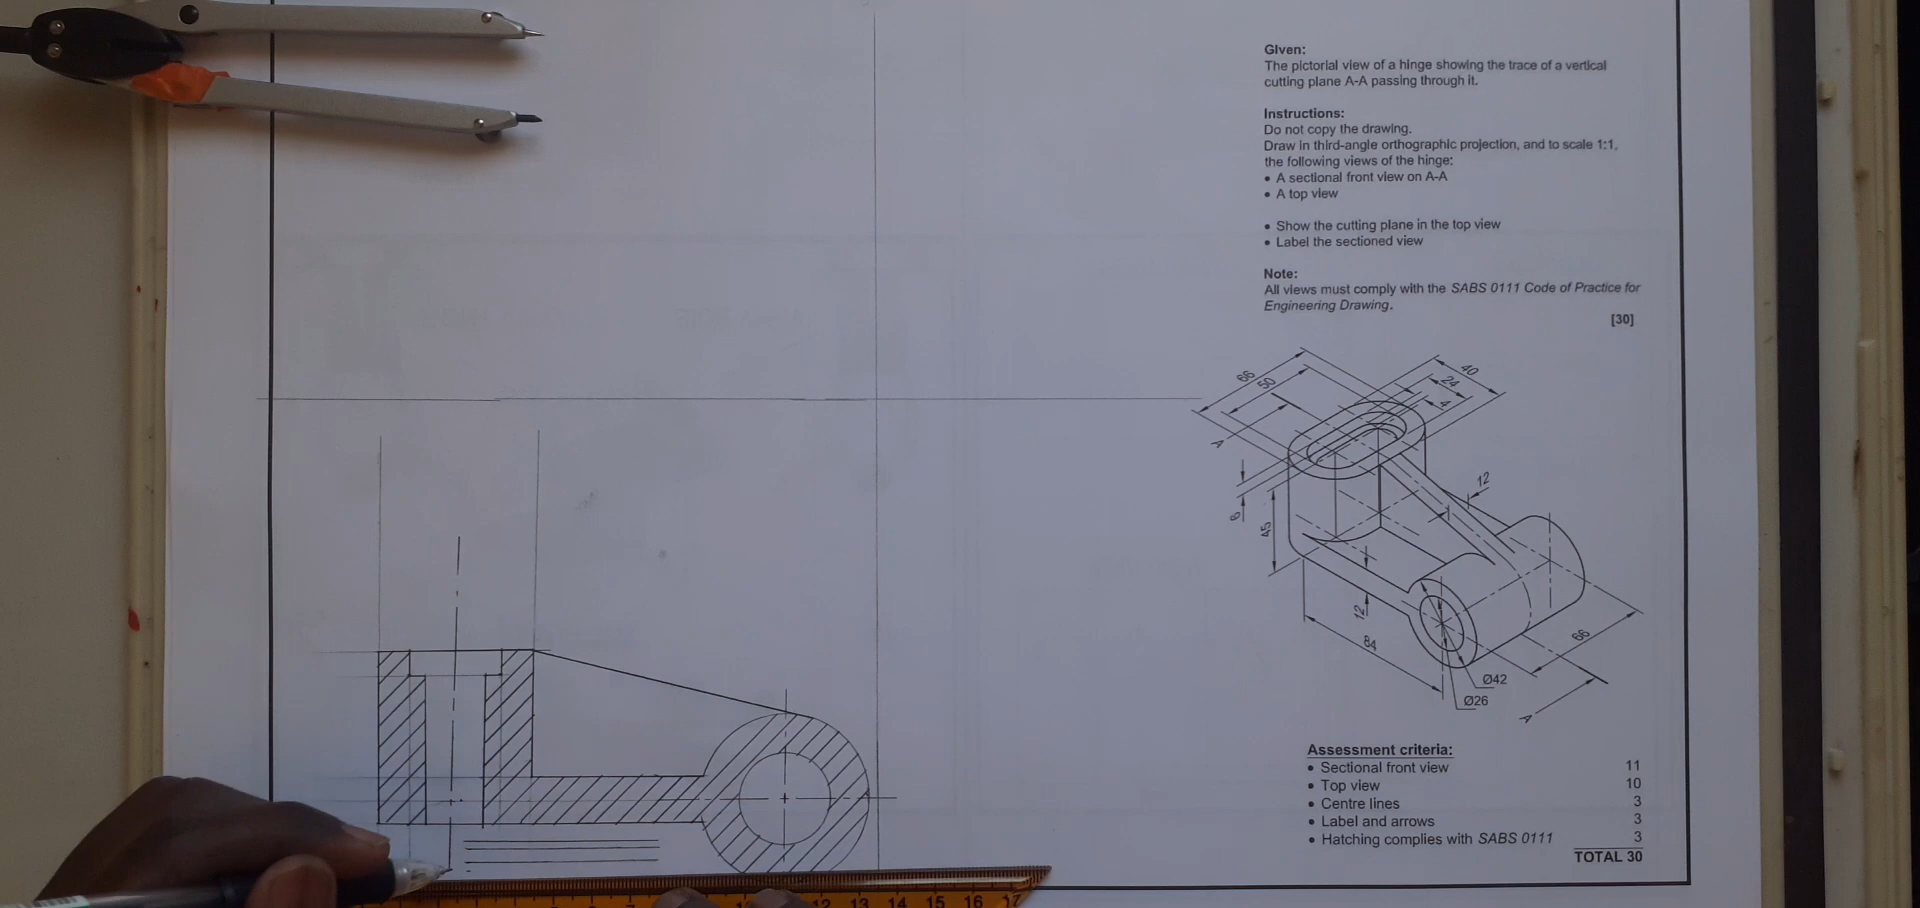 GIven:
The pictorial view of a hinge showing the trace of a vertical
cutting plane A-A passing through it.
Instructions:
Do not copy the drawing.
Draw in third-angle orthographic projection, and to scale 1:1,
the following views of the hinge:
• A sectional front view on A-A
• A top view
• Show the cutting plane in the top view
• Label the sectioned view
Note:
All views must comply with the SABS 0111 Code of Practice for
Engineering Drawing.
[30]
66
50
40
24
4
A
12
6
45
12
84
66
Ø42
Ø26
A
Assessment criteria:
• Sectional front view 11
• Top view 10
• Centre lines 3
• Label and arrows 3
• Hatching complies with SABS 0111 3
TOTAL 30
12 13 14 15 16 17